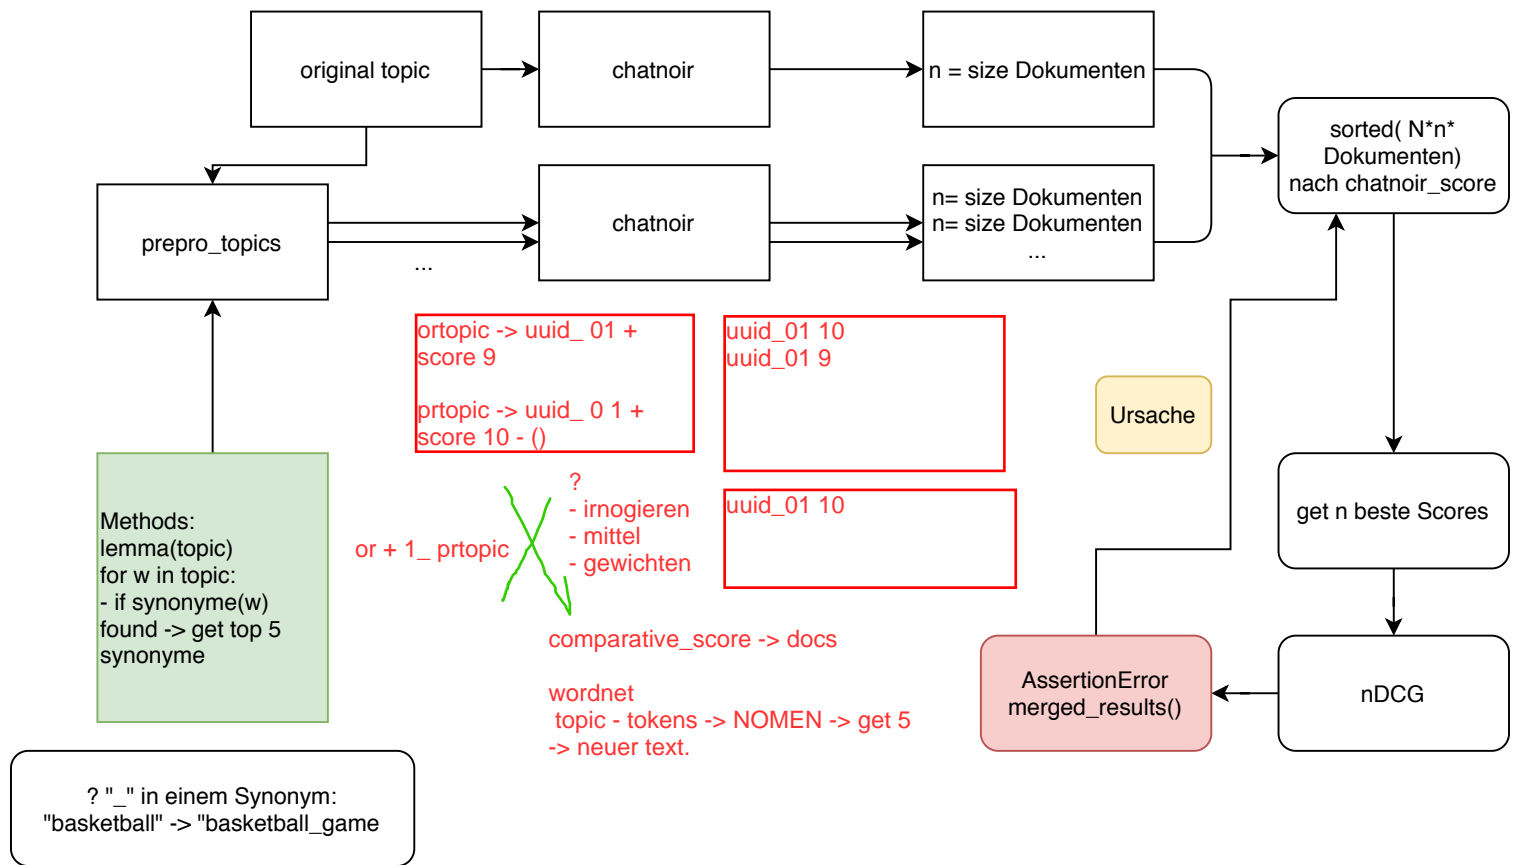 original topic
chatnoir
n = size Dokumenten
sorted( N*n*
Dokumenten)
nach chatnoir_score
prepro_topics
...
chatnoir
n= size Dokumenten
n= size Dokumenten
...
ortopic -> uuid_ 01 +
score 9
prtopic -> uuid_ 0 1 +
score 10 - ()
uuid_01 10
uuid_01 9
Ursache
Methods:
lemma(topic)
for w in topic:
- if synonyme(w)
found -> get top 5
synonyme
or + 1_ prtopic
?
- irnogieren
- mittel
- gewichten
uuid_01 10
get n beste Scores
comparative_score -> docs
wordnet
topic - tokens -> NOMEN -> get 5
-> neuer text.
AssertionError
merged_results()
nDCG
? "_" in einem Synonym:
"basketball" -> "basketball_game